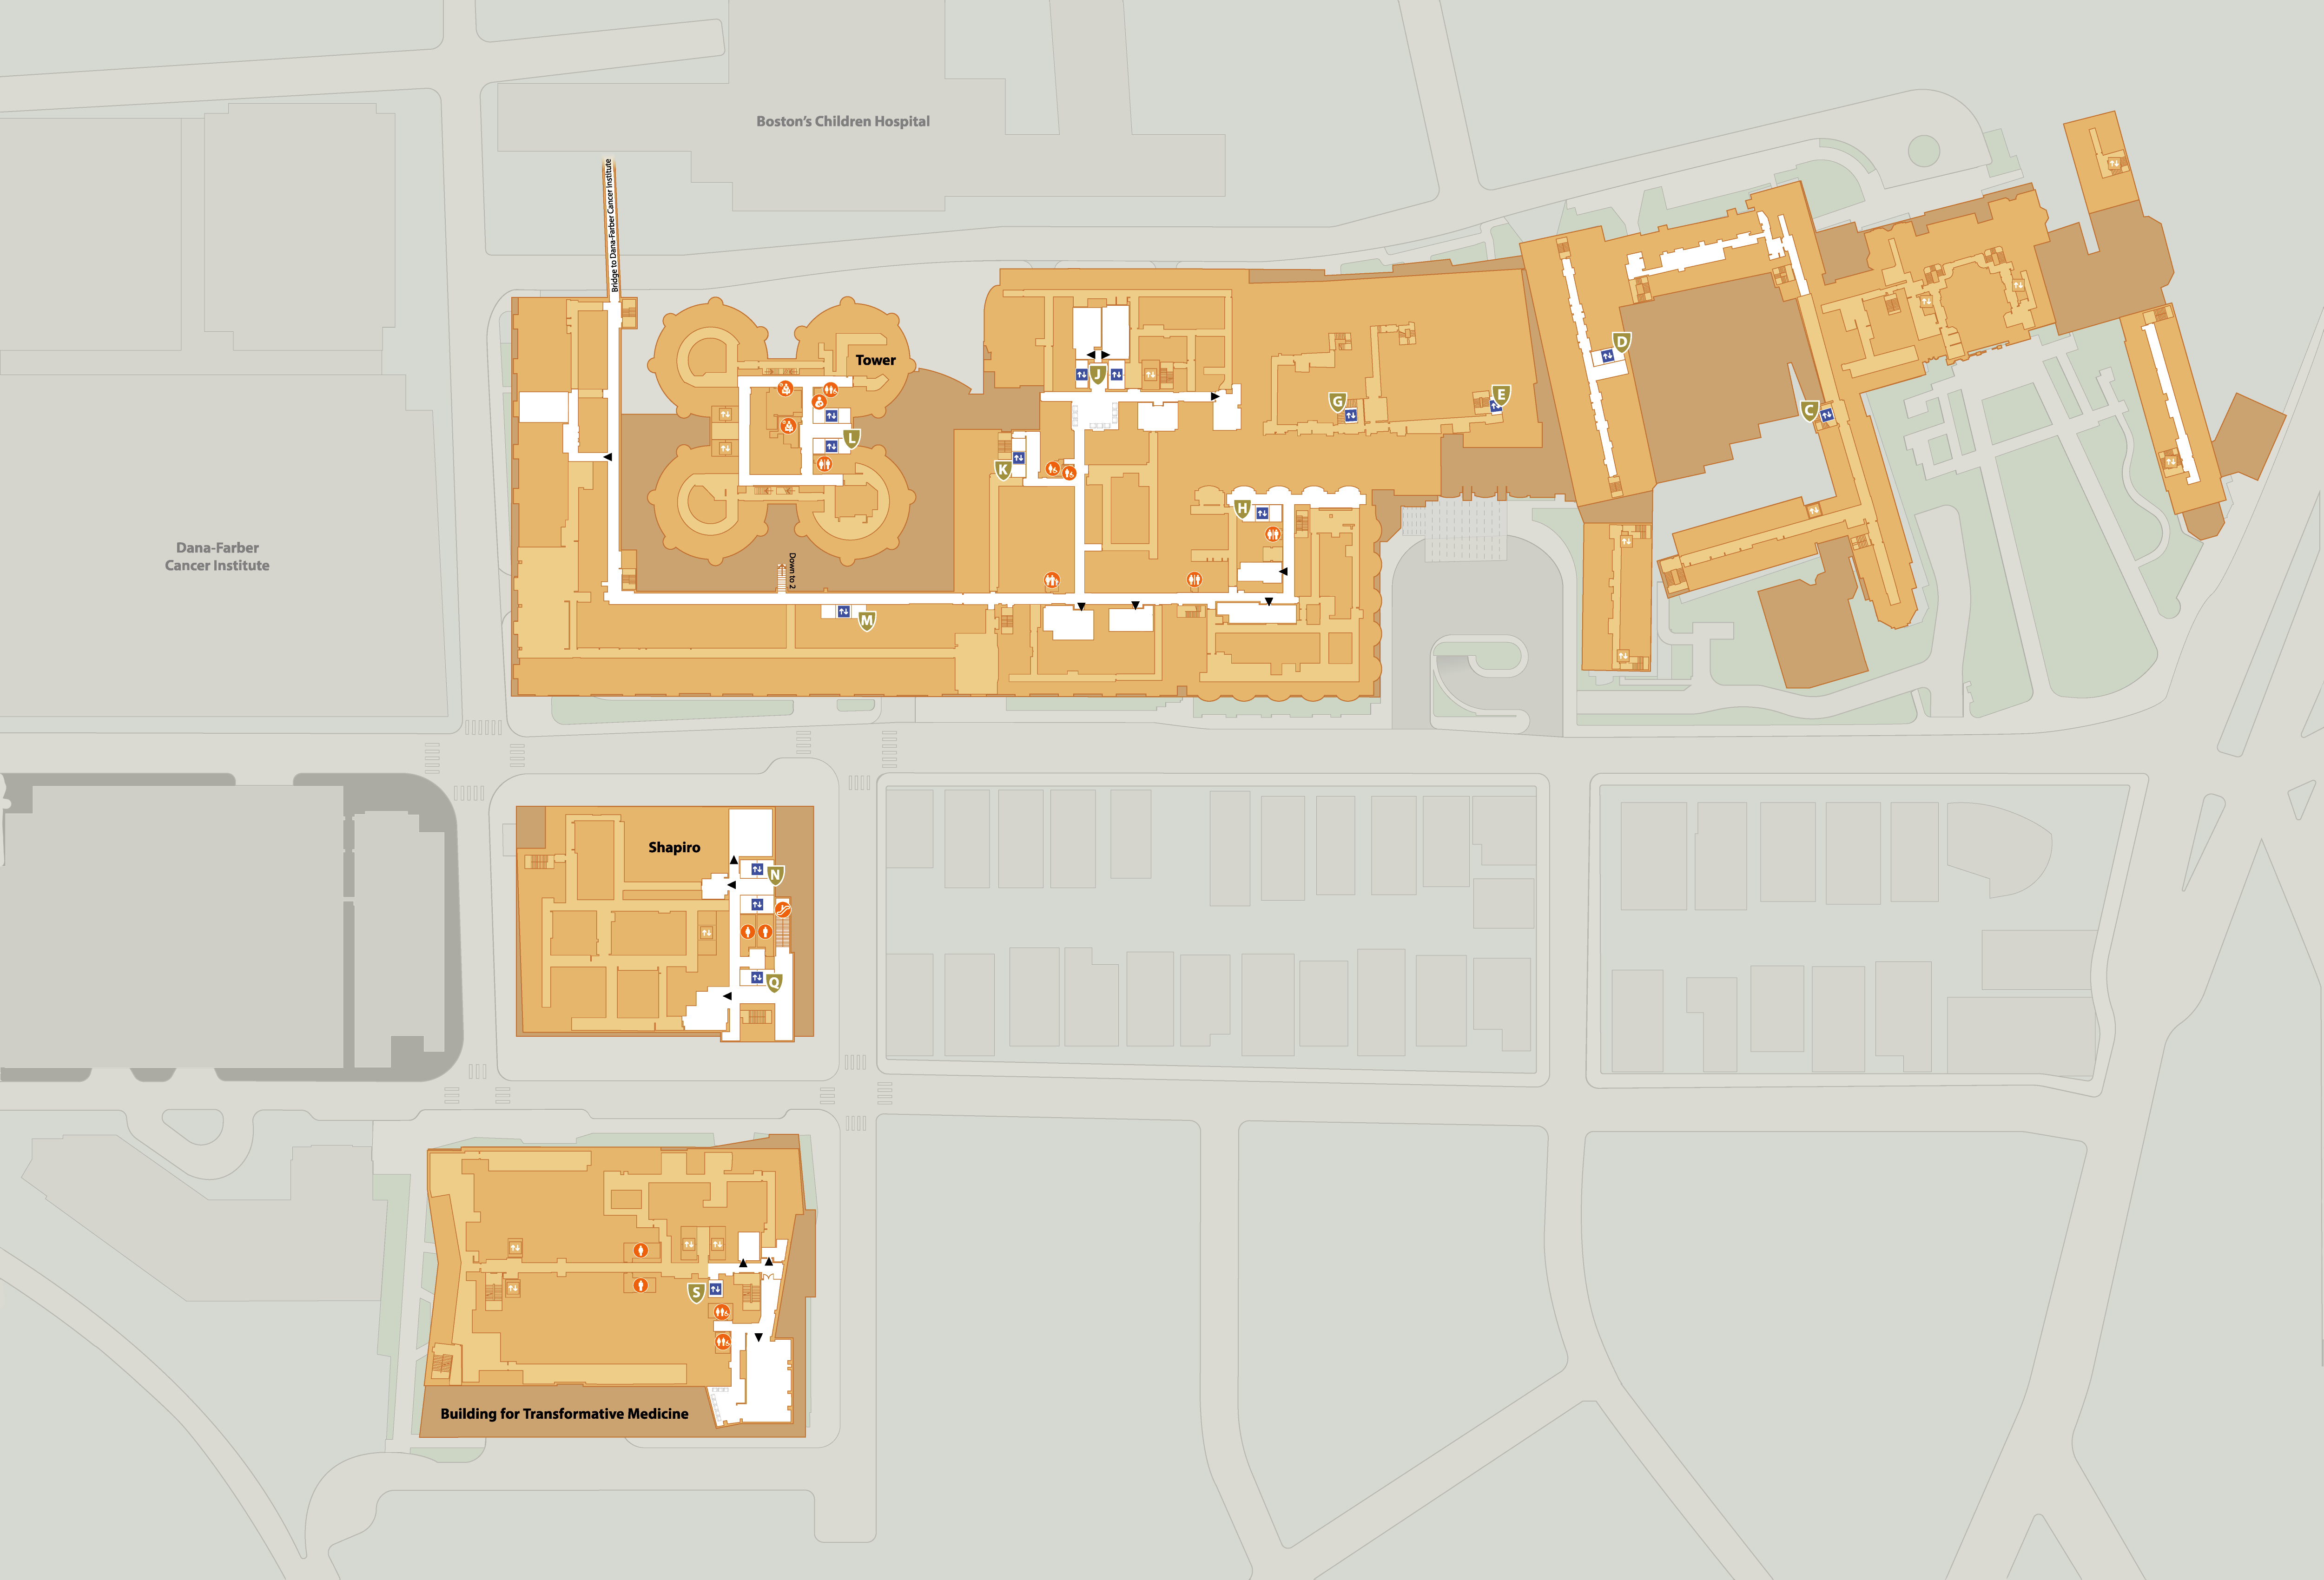 Boston's Children Hospital
Bridge to Dana-Farber Cancer Institute
Tower
D
E
G
C
J
L
K
H
Dana-Farber
Cancer Institute
Down to 2
M
Shapiro
N
Q
S
Building for Transformative Medicine